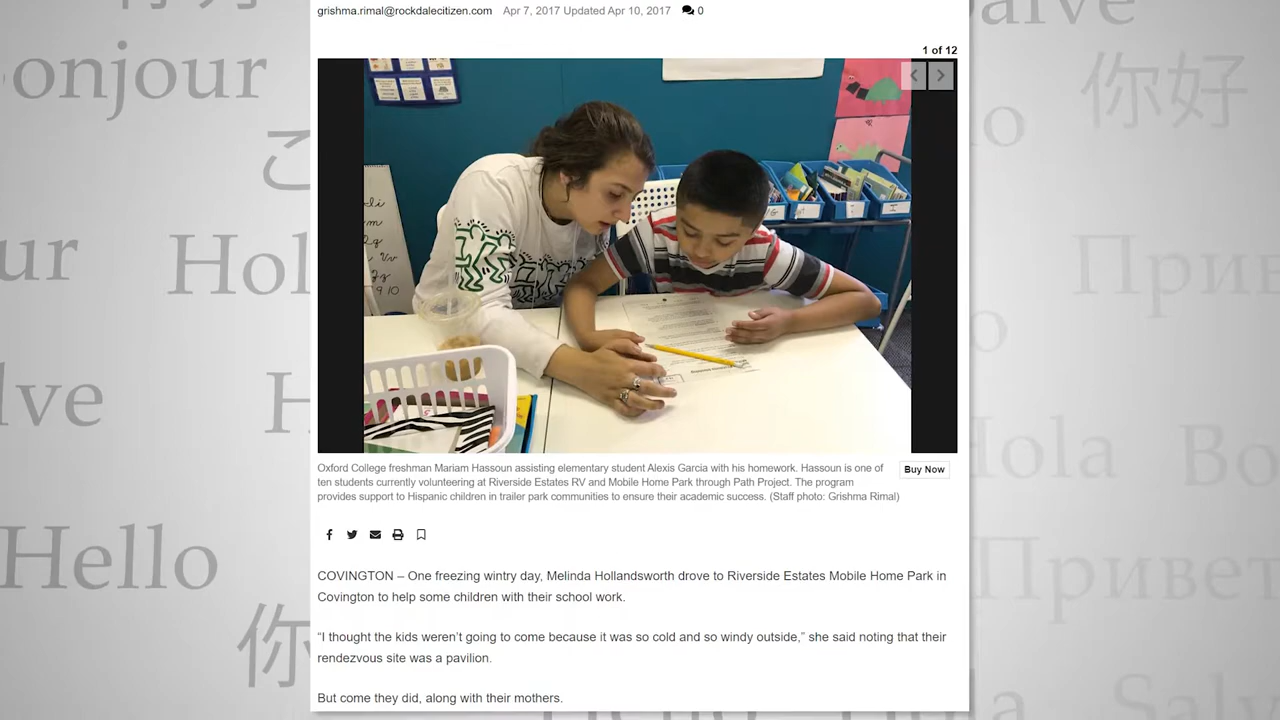 grishma.rimal@rockdalecitizen.com Apr 7, 2017 Updated Apr 10, 2017 0
1 of 12
Oxford College freshman Mariam Hassoun assisting elementary student Alexis Garcia with his homework. Hassoun is one of
ten students currently volunteering at Riverside Estates RV and Mobile Home Park through Path Project. The program
provides support to Hispanic children in trailer park communities to ensure their academic success. (Staff photo: Grishma Rimal)
Buy Now
COVINGTON – One freezing wintry day, Melinda Hollandsworth drove to Riverside Estates Mobile Home Park in
Covington to help some children with their school work.
“I thought the kids weren’t going to come because it was so cold and so windy outside,” she said noting that their
rendezvous site was a pavilion.
But come they did, along with their mothers.
onjour
Hol
lve
Hello
你
你好
Приве
Hola
Bo
Привет
Salv